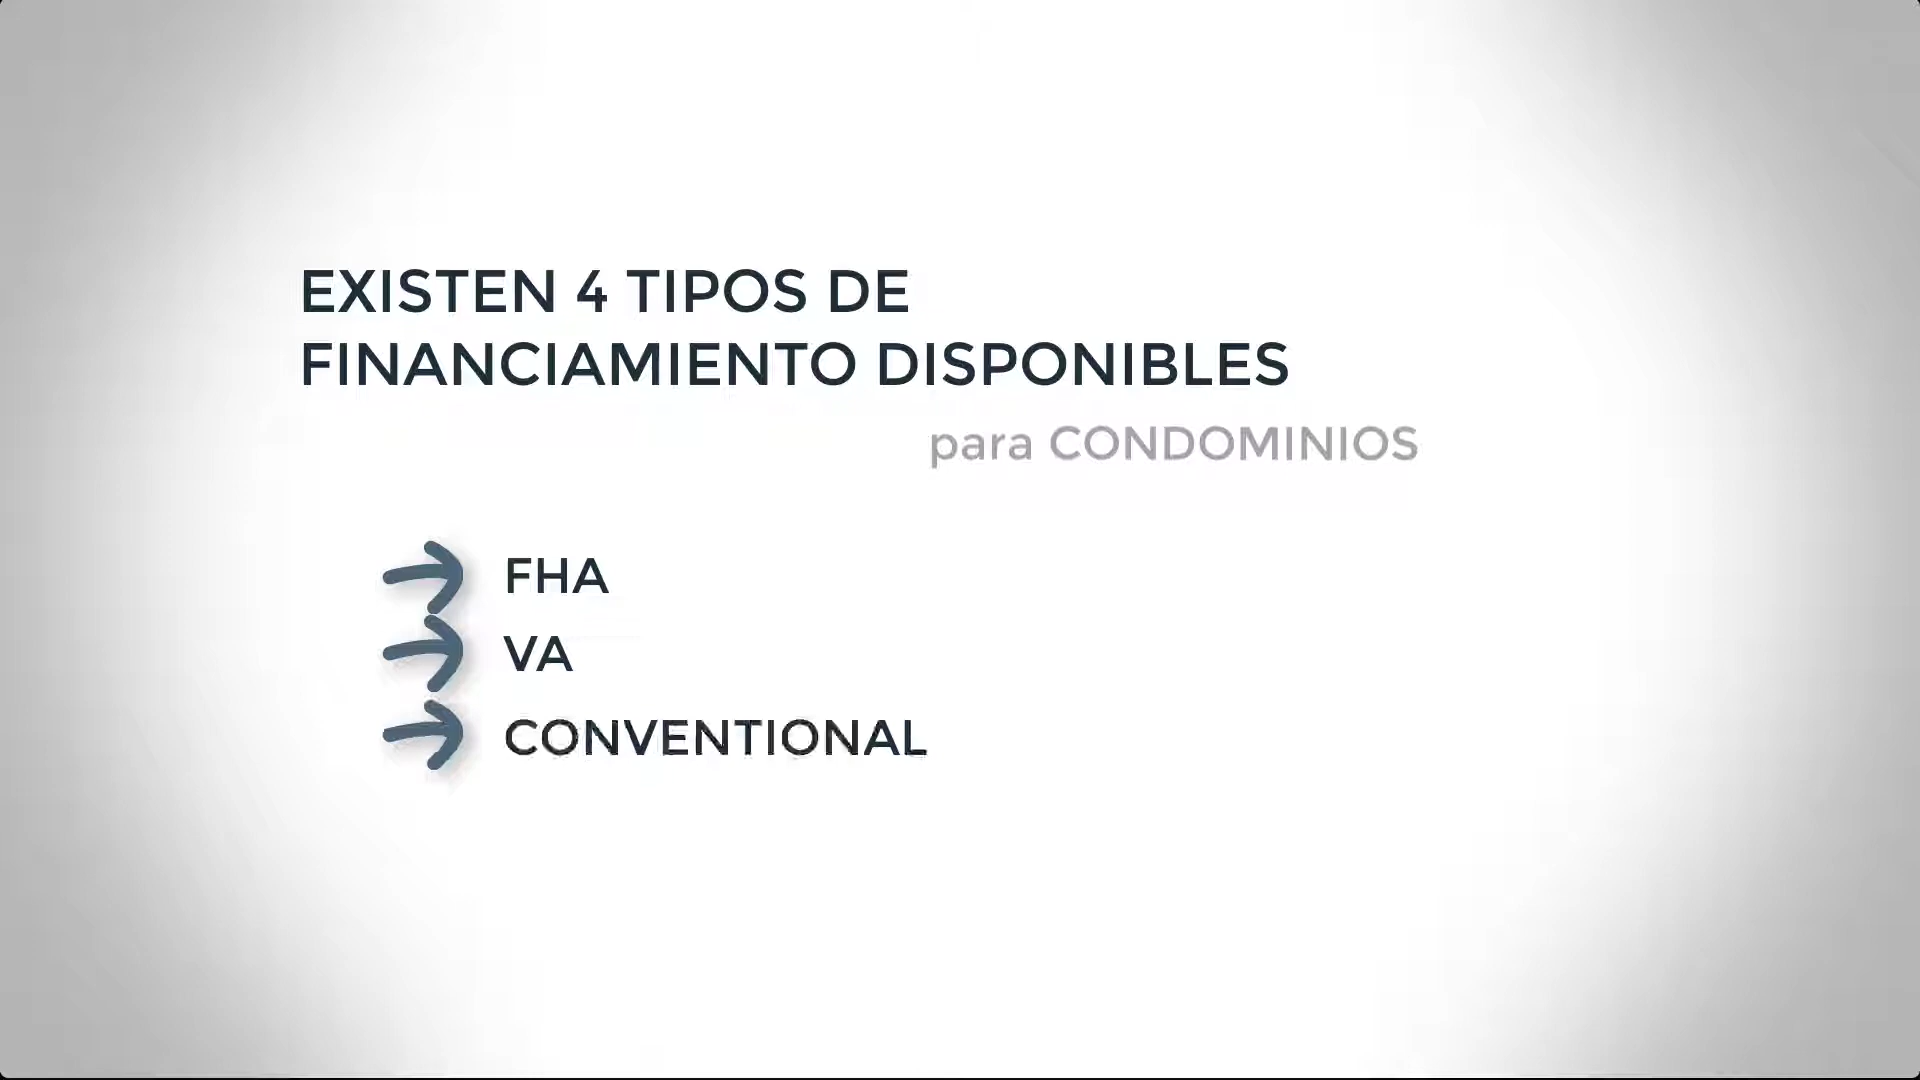 EXISTEN 4 TIPOS DE
FINANCIAMIENTO DISPONIBLES
para CONDOMINIOS
FHA
VA
CONVENTIONAL